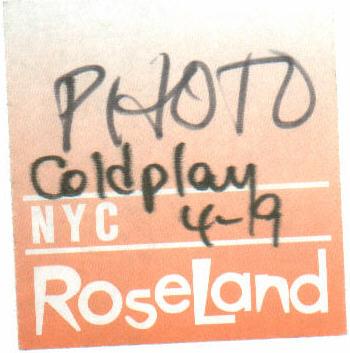 PHOTO
Coldplay
NYC 4-19
RoseLand